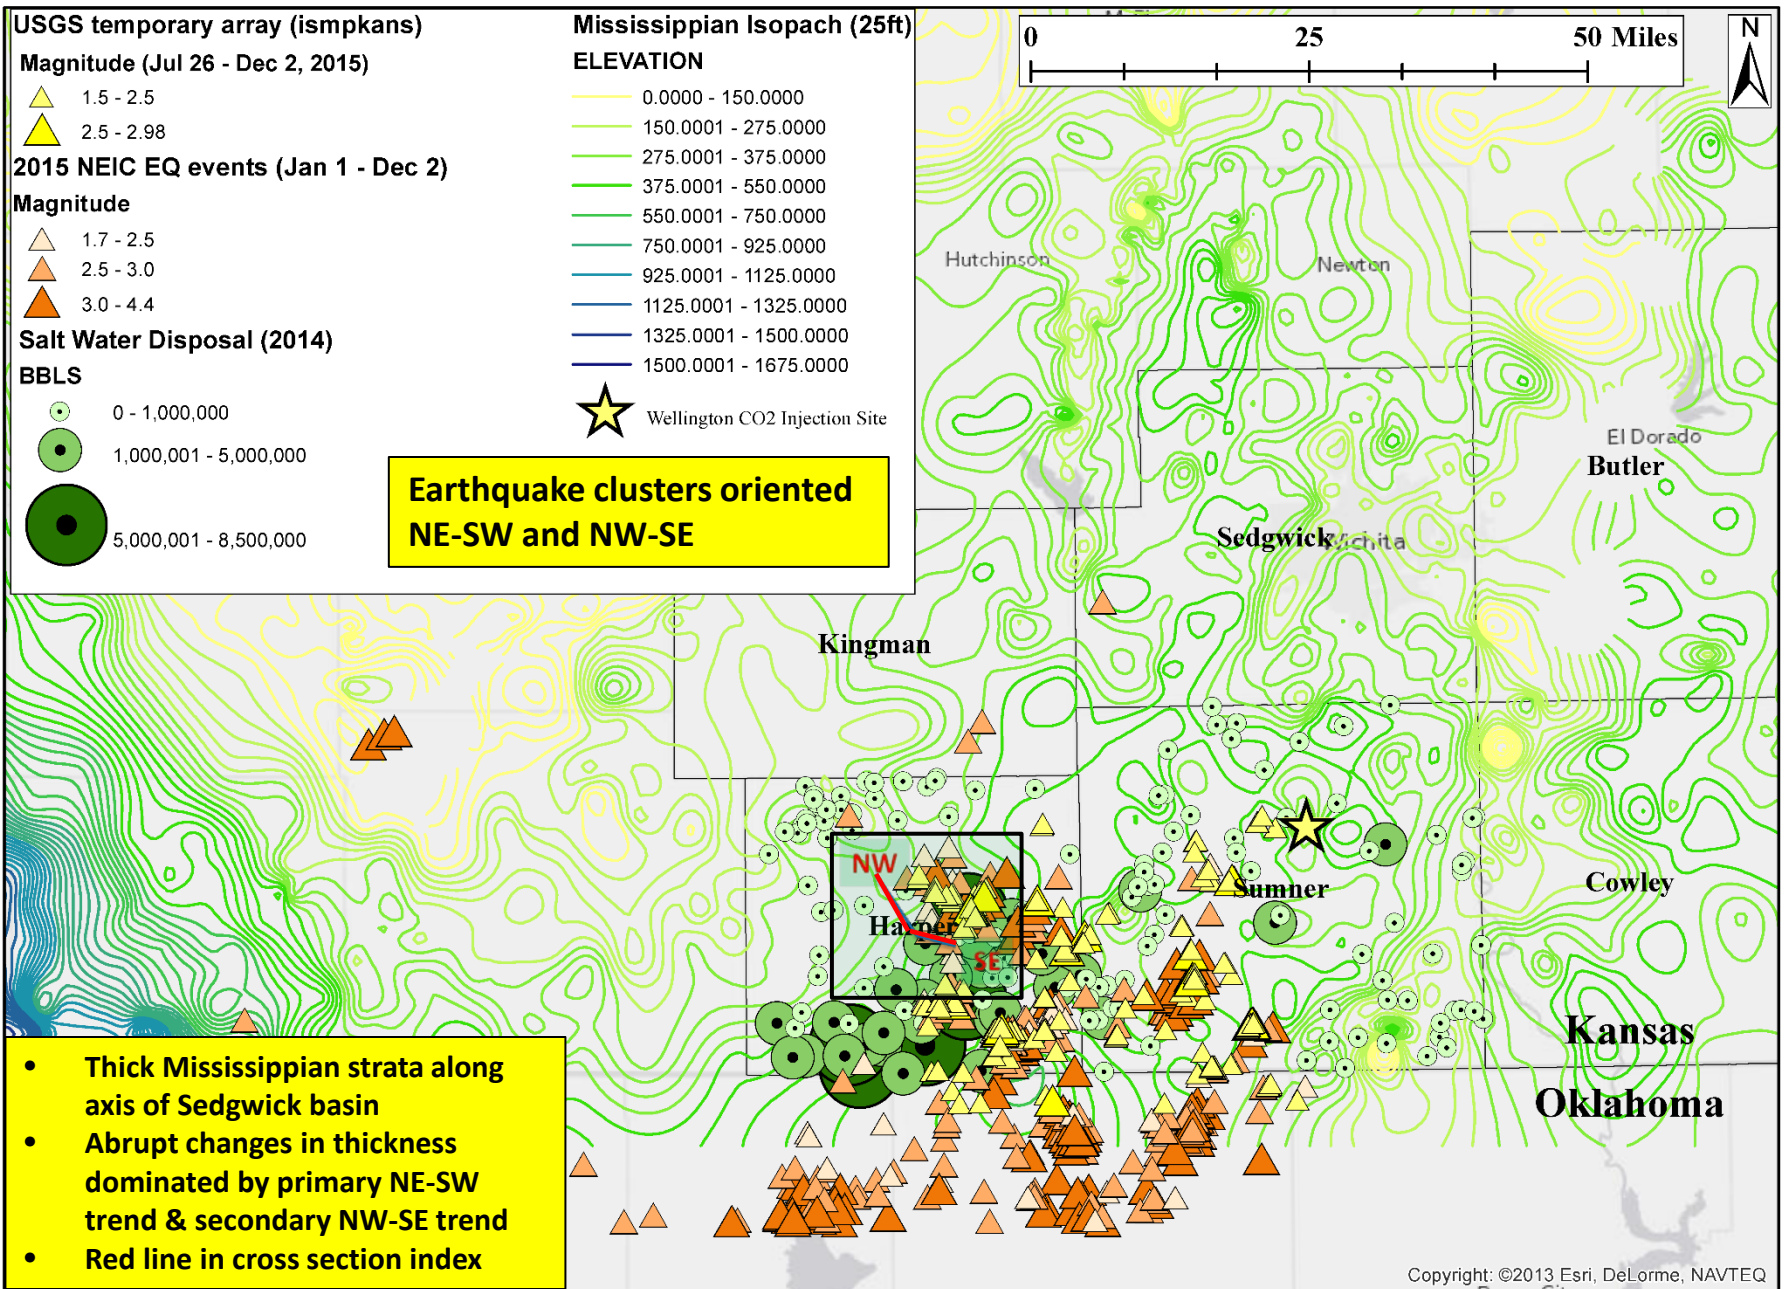 USGS temporary array (ismpkans)
Magnitude (Jul 26 - Dec 2, 2015)
1.5 - 2.5
2.5 - 2.98
2015 NEIC EQ events (Jan 1 - Dec 2)
Magnitude
1.7 - 2.5
2.5 - 3.0
3.0 - 4.4
Salt Water Disposal (2014)
BBLS
0 - 1,000,000
1,000,001 - 5,000,000
5,000,001 - 8,500,000
Mississippian Isopach (25ft)
ELEVATION
0.0000 - 150.0000
150.0001 - 275.0000
275.0001 - 375.0000
375.0001 - 550.0000
550.0001 - 750.0000
750.0001 - 925.0000
925.0001 - 1125.0000
1125.0001 - 1325.0000
1325.0001 - 1500.0000
1500.0001 - 1675.0000
Wellington CO2 Injection Site
Earthquake clusters oriented
NE-SW and NW-SE
0 25 50 Miles
N
Hutchinson
Newton
El Dorado
Butler
Sedgwick
Wichita
Kingman
NW
Harper
SE
Sumner
Cowley
Kansas
Oklahoma
• Thick Mississippian strata along
axis of Sedgwick basin
• Abrupt changes in thickness
dominated by primary NE-SW
trend & secondary NW-SE trend
• Red line in cross section index
Copyright: ©2013 Esri, DeLorme, NAVTEQ